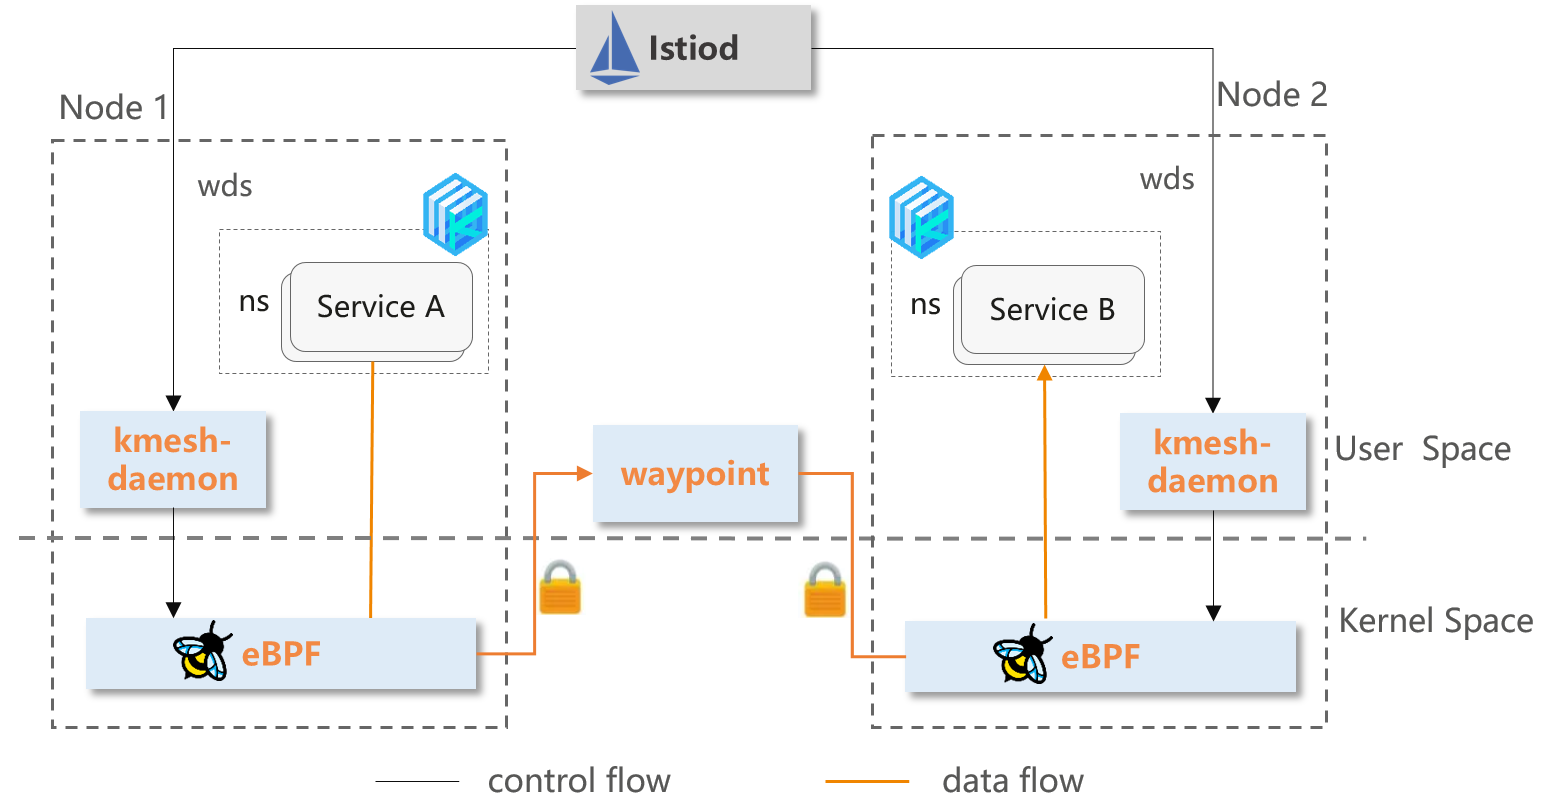 Istiod
Node 1
Node 2
wds
wds
ns
Service A
ns
Service B
kmesh-
daemon
waypoint
kmesh-
daemon
User Space
eBPF
eBPF
Kernel Space
control flow
data flow